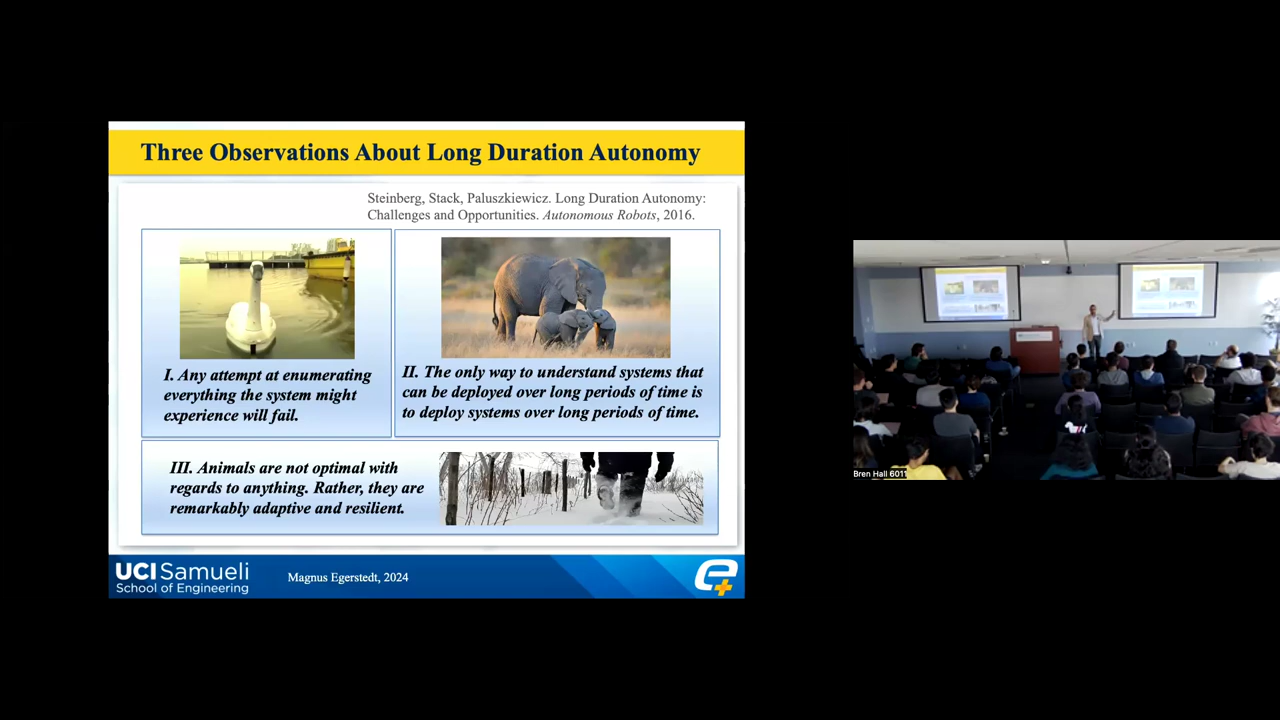 Three Observations About Long Duration Autonomy
Steinberg, Stack, Paluszkiewicz. Long Duration Autonomy:
Challenges and Opportunities. Autonomous Robots, 2016.
I. Any attempt at enumerating
everything the system might
experience will fail.
II. The only way to understand systems that
can be deployed over long periods of time is
to deploy systems over long periods of time.
III. Animals are not optimal with
regards to anything. Rather, they are
remarkably adaptive and resilient.
UCI Samueli
School of Engineering
Magnus Egerstedt, 2024
Bren Hall 6011